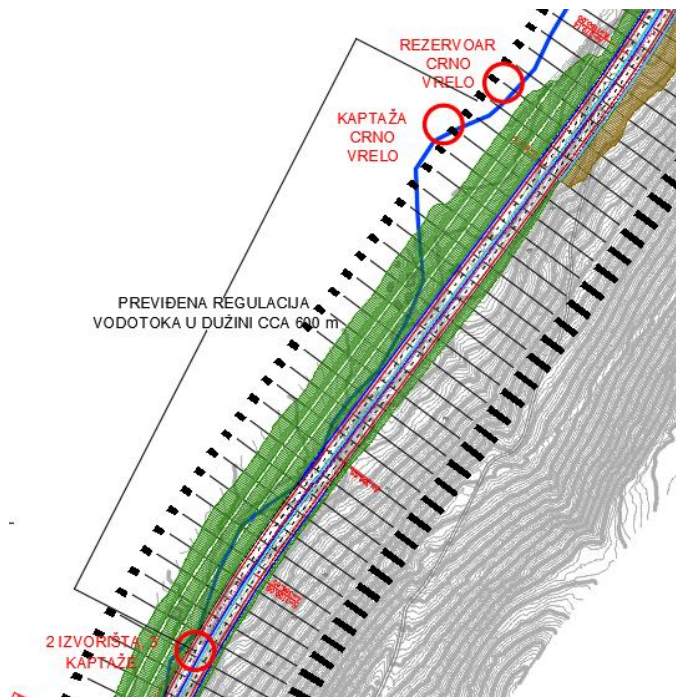 REZERVOAR
CRNO
VRELO
KAPTAŽA
CRNO
VRELO
PREVIĐENA REGULACIJA
VODOTOKA U DUŽINI CCA 600 m
2 IZVORIŠTA, 3
KAPTAŽE